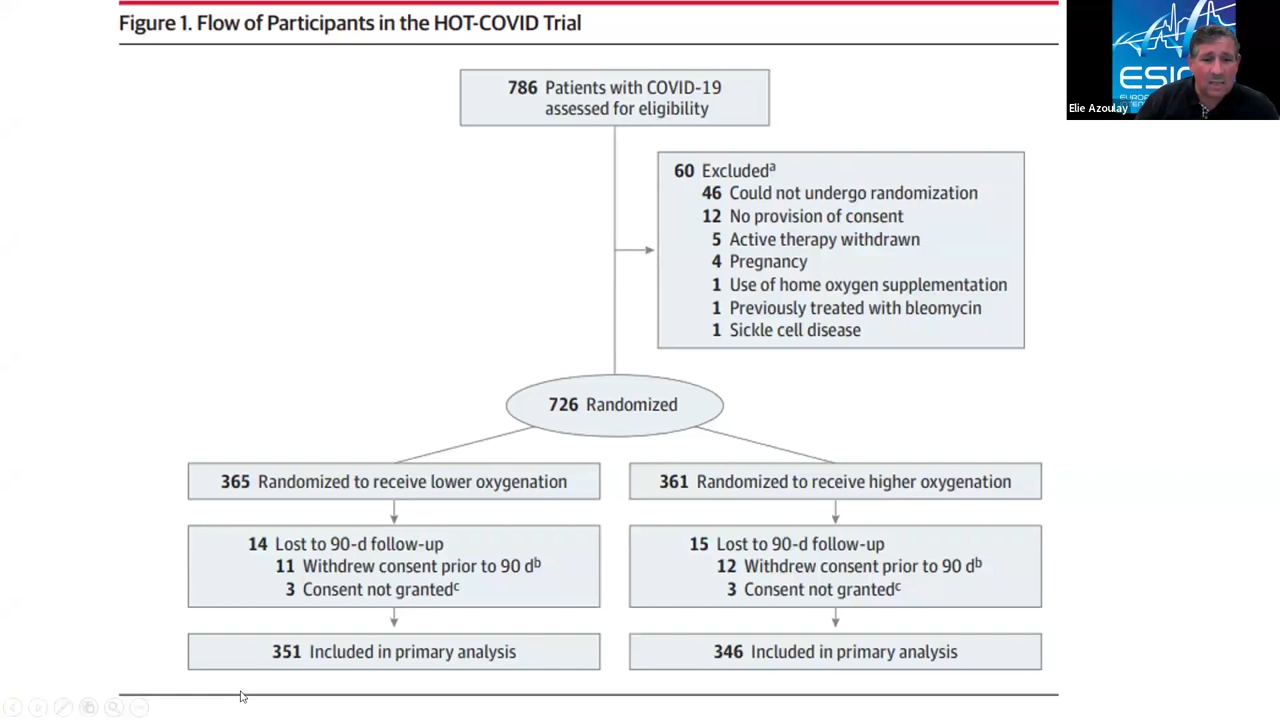 Figure 1. Flow of Participants in the HOT-COVID Trial
786 Patients with COVID-19
assessed for eligibility
60 Excludedᵃ
46 Could not undergo randomization
12 No provision of consent
5 Active therapy withdrawn
4 Pregnancy
1 Use of home oxygen supplementation
1 Previously treated with bleomycin
1 Sickle cell disease
726 Randomized
365 Randomized to receive lower oxygenation
361 Randomized to receive higher oxygenation
14 Lost to 90-d follow-up
11 Withdrew consent prior to 90 dᵇ
3 Consent not grantedᶜ
15 Lost to 90-d follow-up
12 Withdrew consent prior to 90 dᵇ
3 Consent not grantedᶜ
351 Included in primary analysis
346 Included in primary analysis
Elie Azoulay